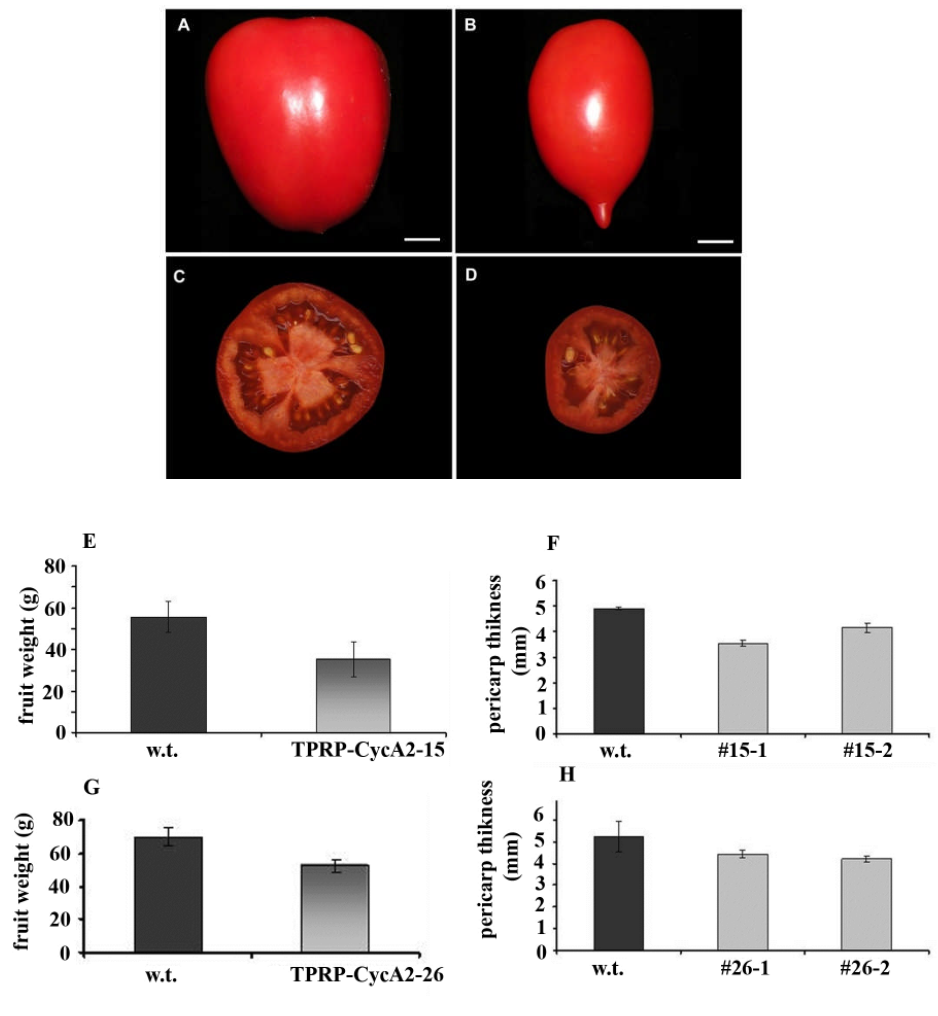 A
B
C
D
E
80
60
40
20
0
fruit weight (g)
w.t.
TPRP-CycA2-15
F
6
5
4
3
2
1
0
pericarp thikness
(mm)
w.t.
#15-1
#15-2
G
80
60
40
20
0
fruit weight (g)
w.t.
TPRP-CycA2-26
H
6
5
4
3
2
1
0
pericarp thikness
(mm)
w.t.
#26-1
#26-2